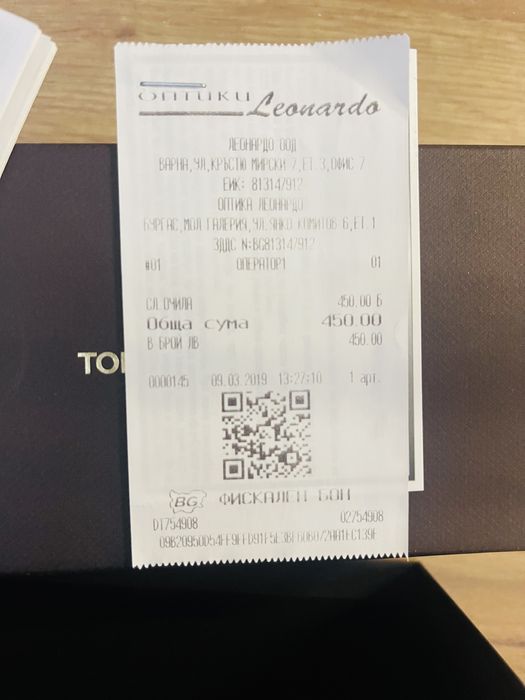 ОПТИКИ Leonardo
ЛЕОНАРДО ООД
ВАРНА,УЛ.КРЪСТЮ МИРСКИ 7,ЕТ.3,ОФИС 7
ЕИК: 813147912
ОПТИКА ЛЕОНАРДО
БУРГАС,МОЛ ГАЛЕРИЯ,УЛ.ЯНКО КОМИТОВ 6,ЕТ.1
ЗДДС N:BG813147912
#01 ОПЕРАТОР1 01
СЛ.ОЧИЛА 450.00 Б
Обща сума 450.00
В БРОЙ ЛВ 450.00
0000145 09.03.2019 13:27:10 1 арт.
TO
BG ФИСКАЛЕН БОН
DT754908 02754908